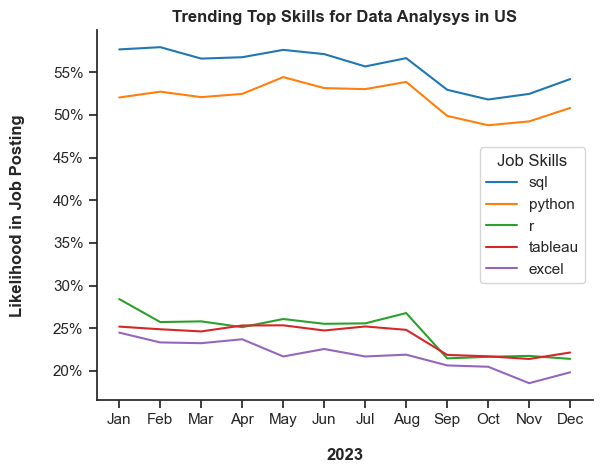 Trending Top Skills for Data Analysys in US
Likelihood in Job Posting
55%
50%
45%
40%
35%
30%
25%
20%
Job Skills
sql
python
r
tableau
excel
Jan Feb Mar Apr May Jun Jul Aug Sep Oct Nov Dec
2023